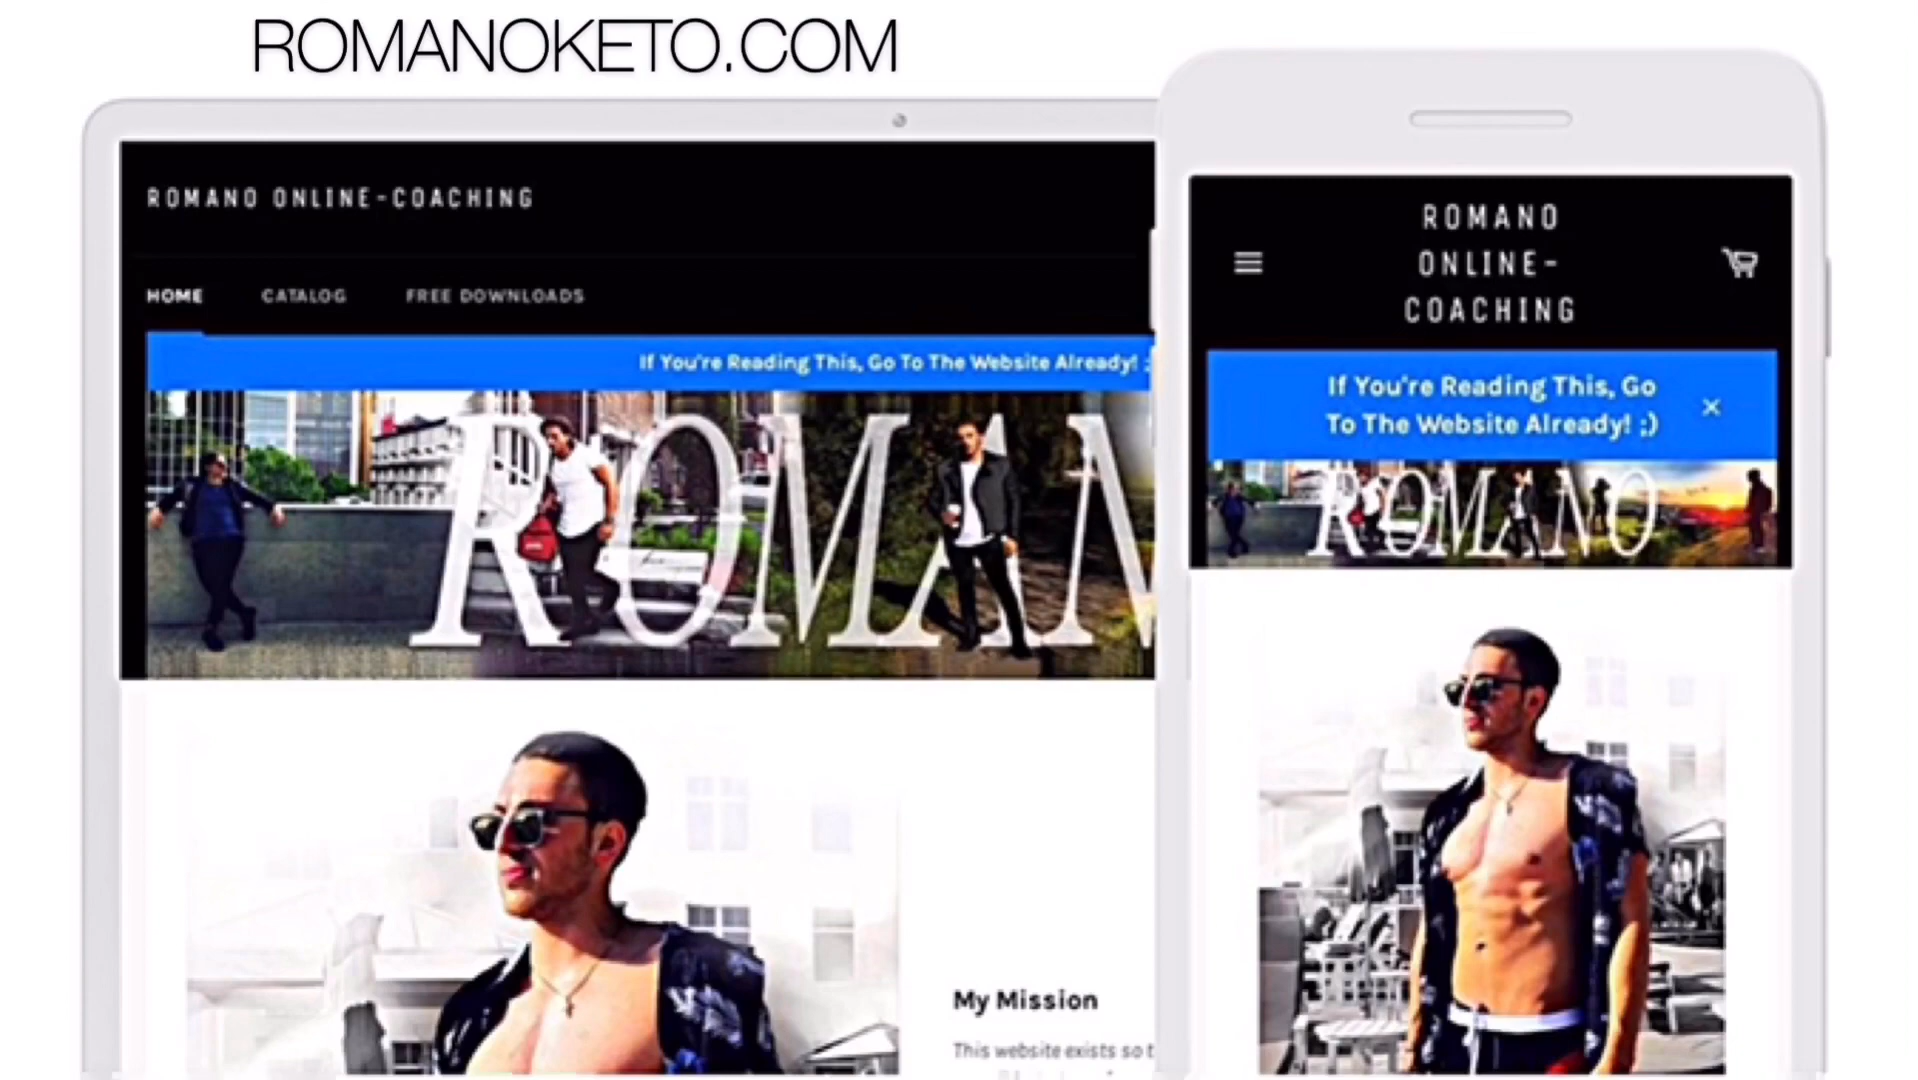 ROMANOKETO.COM
ROMANO ONLINE-COACHING
HOME CATALOG FREE DOWNLOADS
If You're Reading This, Go To The Website Already! ;
ROMAN
My Mission
This website exists so t
ROMANO
ONLINE-
COACHING
If You're Reading This, Go
To The Website Already! ;)
ROMANO